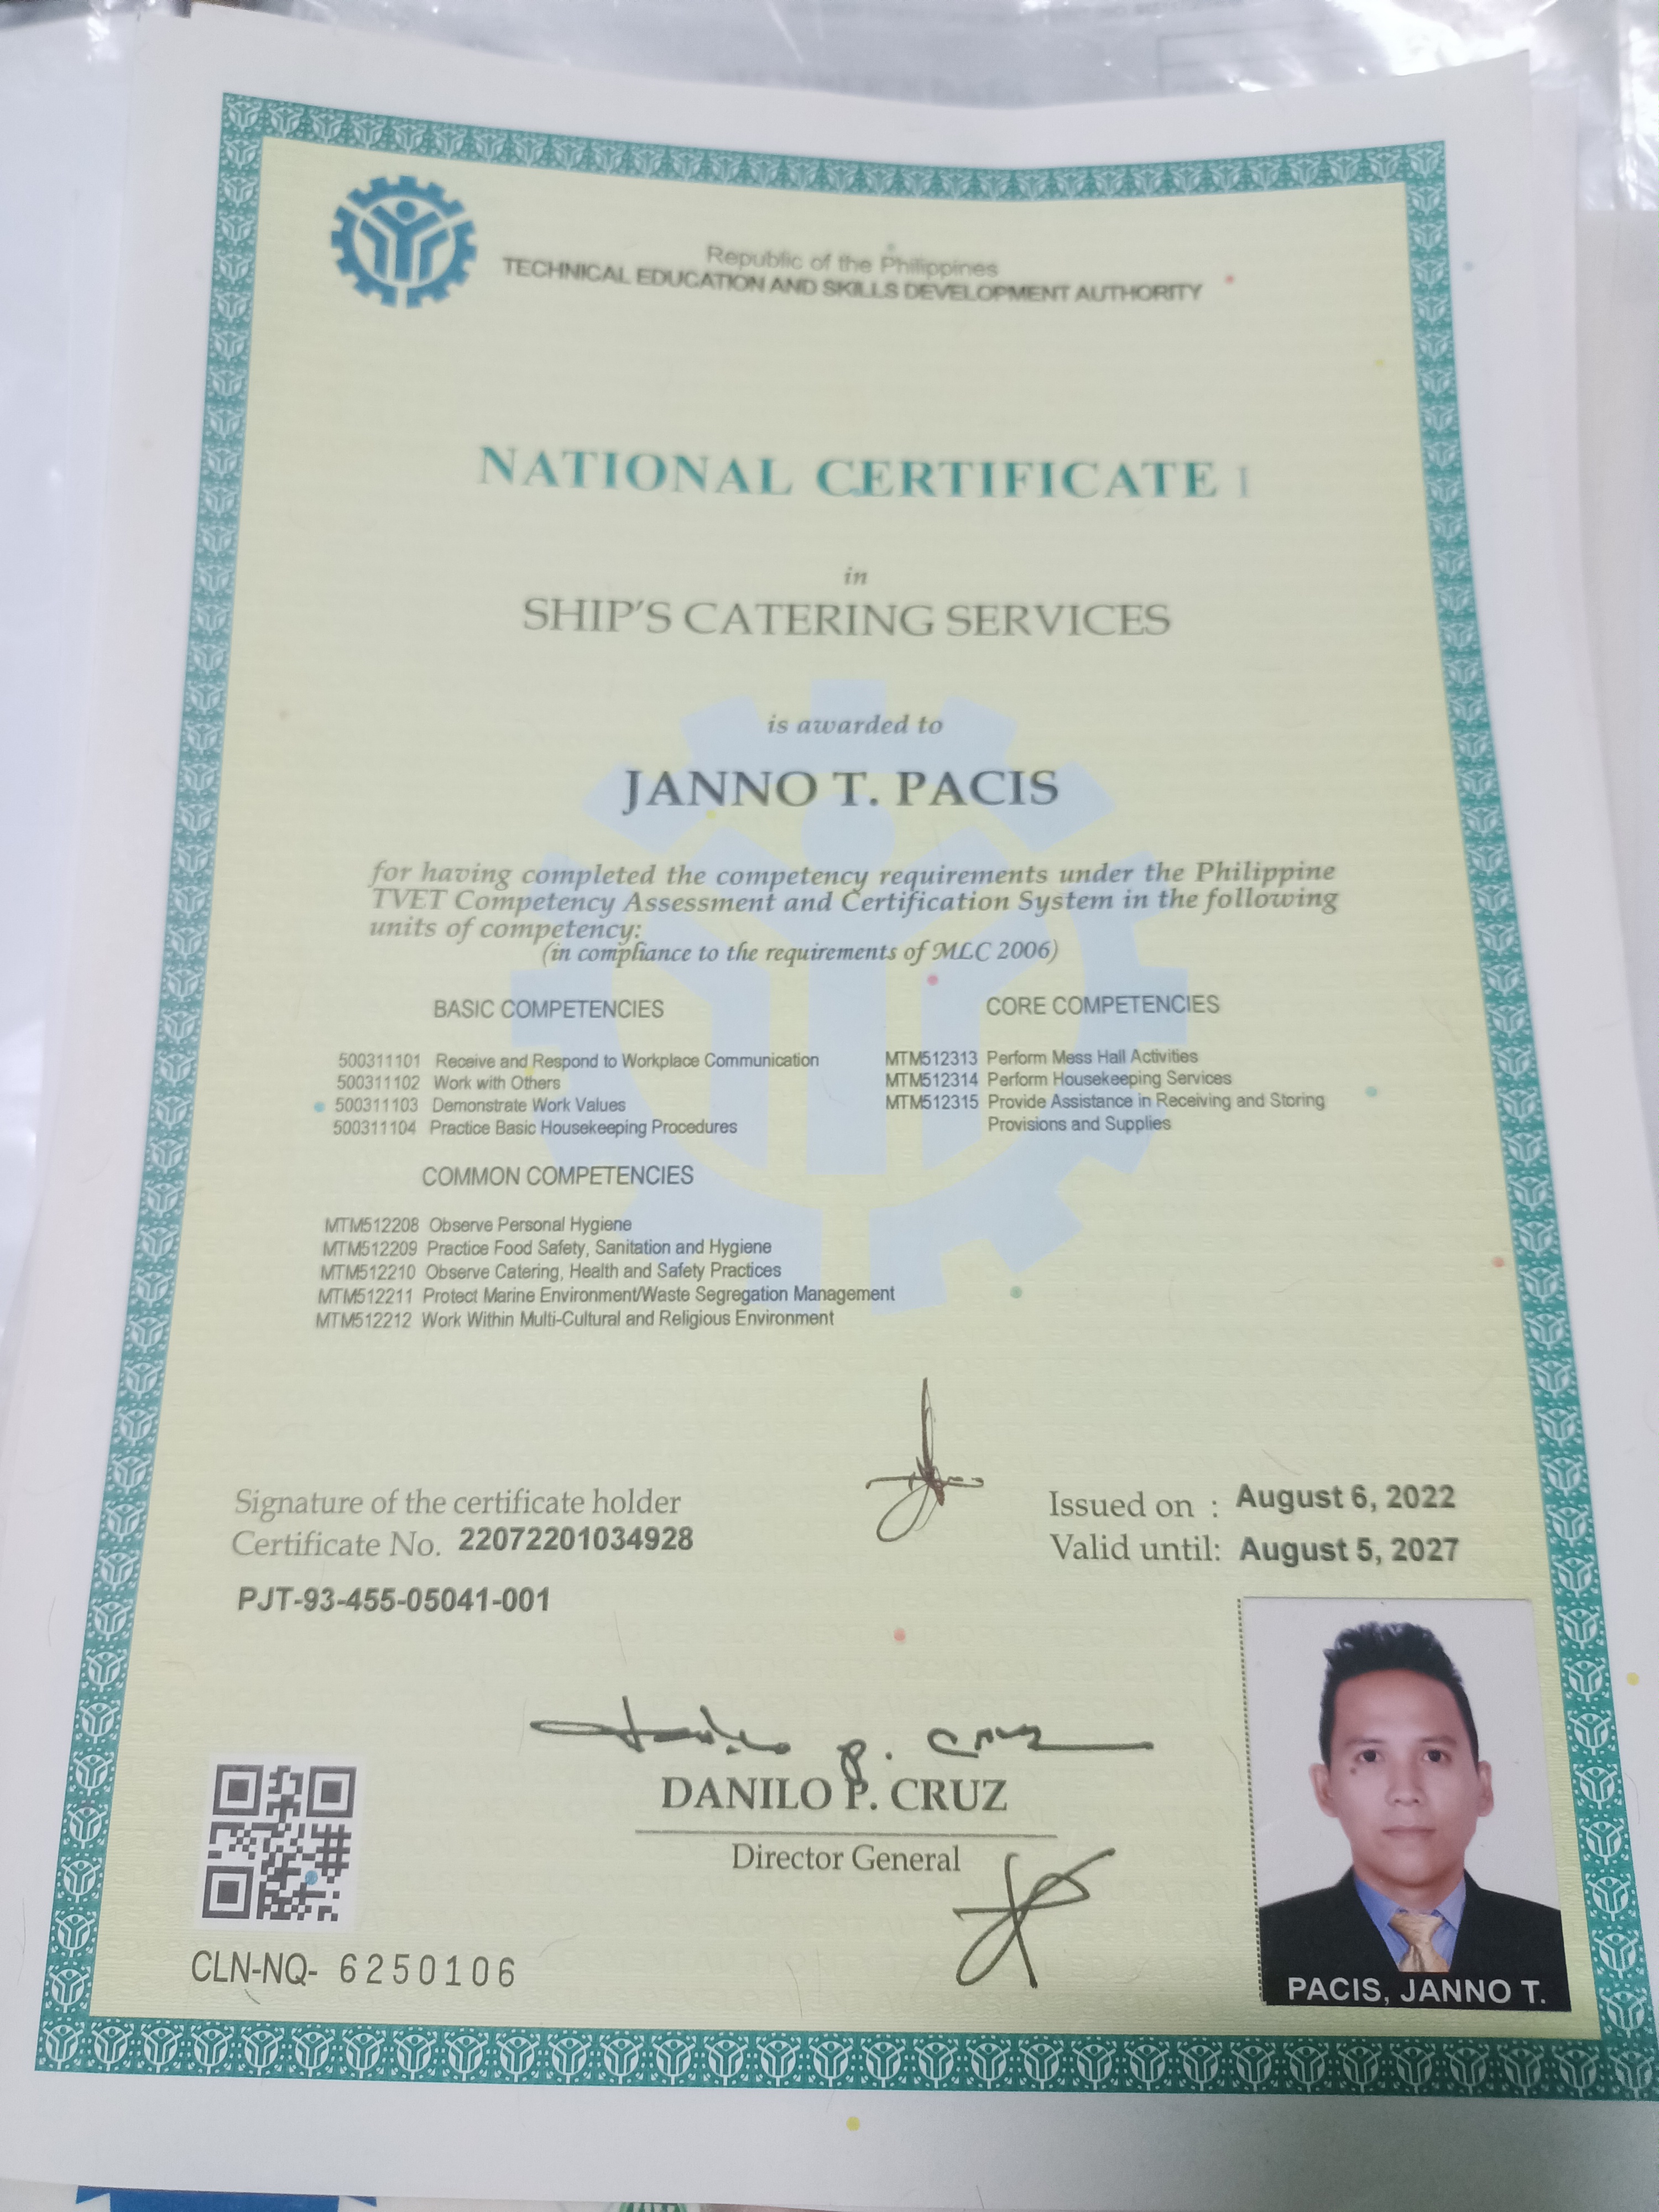 Republic of the Philippines
TECHNICAL EDUCATION AND SKILLS DEVELOPMENT AUTHORITY
NATIONAL CERTIFICATE I
in
SHIP'S CATERING SERVICES
is awarded to
JANNO T. PACIS
for having completed the competency requirements under the Philippine
TVET Competency Assessment and Certification System in the following
units of competency:
(in compliance to the requirements of MLC 2006)
BASIC COMPETENCIES
500311101 Receive and Respond to Workplace Communication
500311102 Work with Others
500311103 Demonstrate Work Values
500311104 Practice Basic Housekeeping Procedures
COMMON COMPETENCIES
MTM512208 Observe Personal Hygiene
MTM512209 Practice Food Safety, Sanitation and Hygiene
MTM512210 Observe Catering, Health and Safety Practices
MTM512211 Protect Marine Environment/Waste Segregation Management
MTM512212 Work Within Multi-Cultural and Religious Environment
CORE COMPETENCIES
MTM512313 Perform Mess Hall Activities
MTM512314 Perform Housekeeping Services
MTM512315 Provide Assistance in Receiving and Storing
Provisions and Supplies
Signature of the certificate holder
Certificate No. 22072201034928
PJT-93-455-05041-001
Issued on : August 6, 2022
Valid until: August 5, 2027
Danilo P. Cruz
DANILO P. CRUZ
Director General
CLN-NQ- 6250106
PACIS, JANNO T.